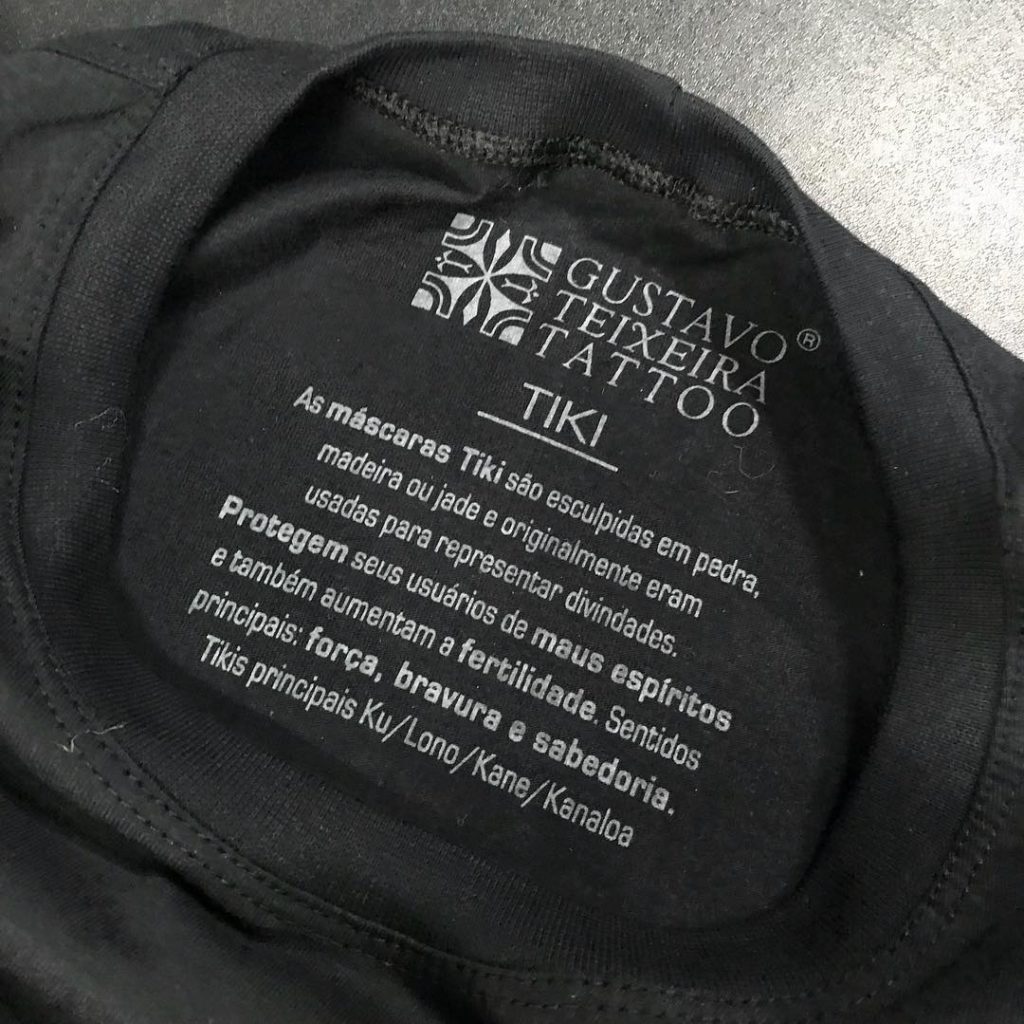 GUSTAVO
TEIXEIRA®
TATTOO
TIKI
As máscaras Tiki são esculpidas em pedra,
madeira ou jade e originalmente eram
usadas para representar divindades.
Protegem seus usuários de maus espíritos
e também aumentam a fertilidade. Sentidos
principais: força, bravura e sabedoria.
Tikis principais Ku/Lono/Kane/Kanaloa